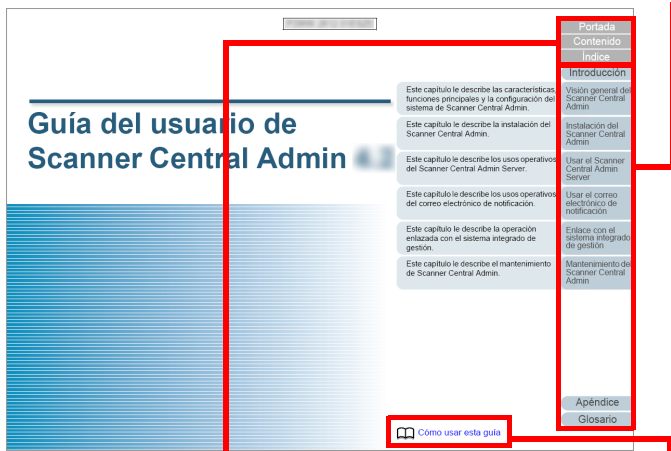 Portada
Contenido
Índice
Introducción
Guía del usuario de
Scanner Central Admin
Este capítulo le describe las características,
funciones principales y la configuración del
sistema de Scanner Central Admin.
Visión general del
Scanner Central
Admin
Este capítulo le describe la instalación del
Scanner Central Admin.
Instalación del
Scanner Central
Admin
Este capítulo le describe los usos operativos
del Scanner Central Admin Server.
Usar el Scanner
Central Admin
Server
Este capítulo le describe los usos operativos
del correo electrónico de notificación.
Usar el correo
electrónico de
notificación
Este capítulo le describe la operación
enlazada con el sistema integrado de
gestión.
Enlace con el
sistema integrado
de gestión
Este capítulo le describe el mantenimiento
de Scanner Central Admin.
Mantenimiento del
Scanner Central
Admin
Apéndice
Glosario
Cómo usar esta guía